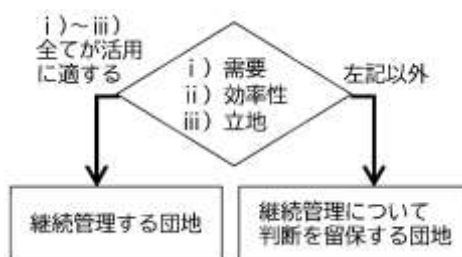 ⅰ)～ⅲ)
全てが活用
に適する
ⅰ)需要
ⅱ)効率性
ⅲ)立地
左記以外
継続管理する団地
継続管理について
判断を留保する団地